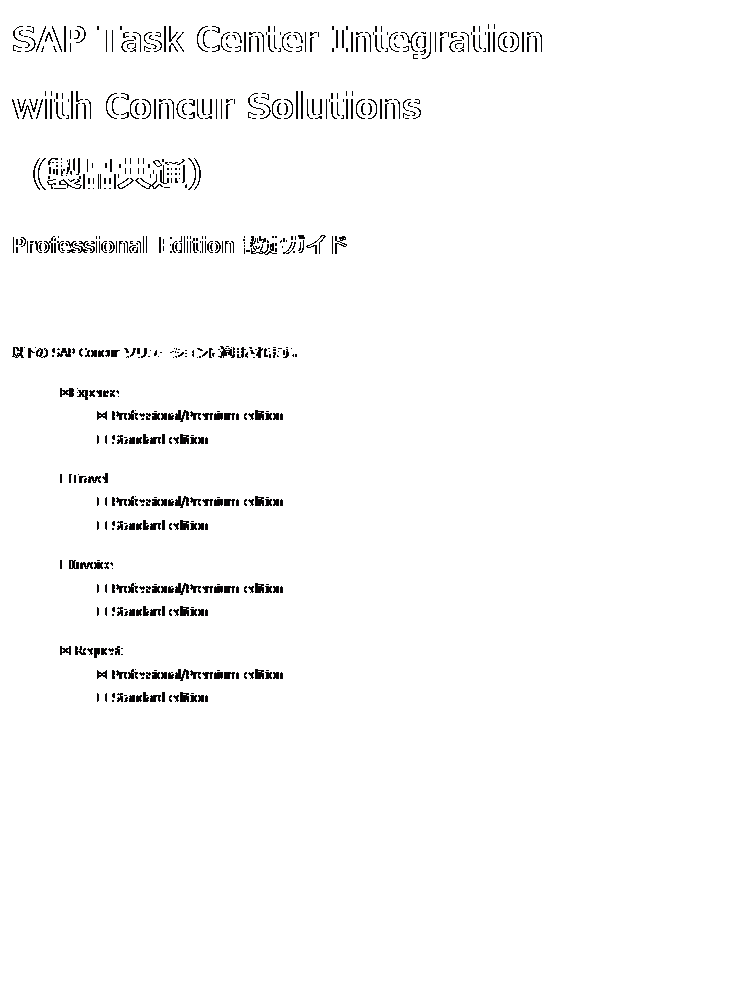 SAP Task Center Integration
with Concur Solutions
（製品共通）
Professional Edition 設定ガイド
以下の SAP Concur ソリューションに適用されます。
☒ Expense
☒ Professional/Premium edition
☐ Standard edition
☐ Travel
☐ Professional/Premium edition
☐ Standard edition
☐ Invoice
☐ Professional/Premium edition
☐ Standard edition
☒ Request
☒ Professional/Premium edition
☐ Standard edition